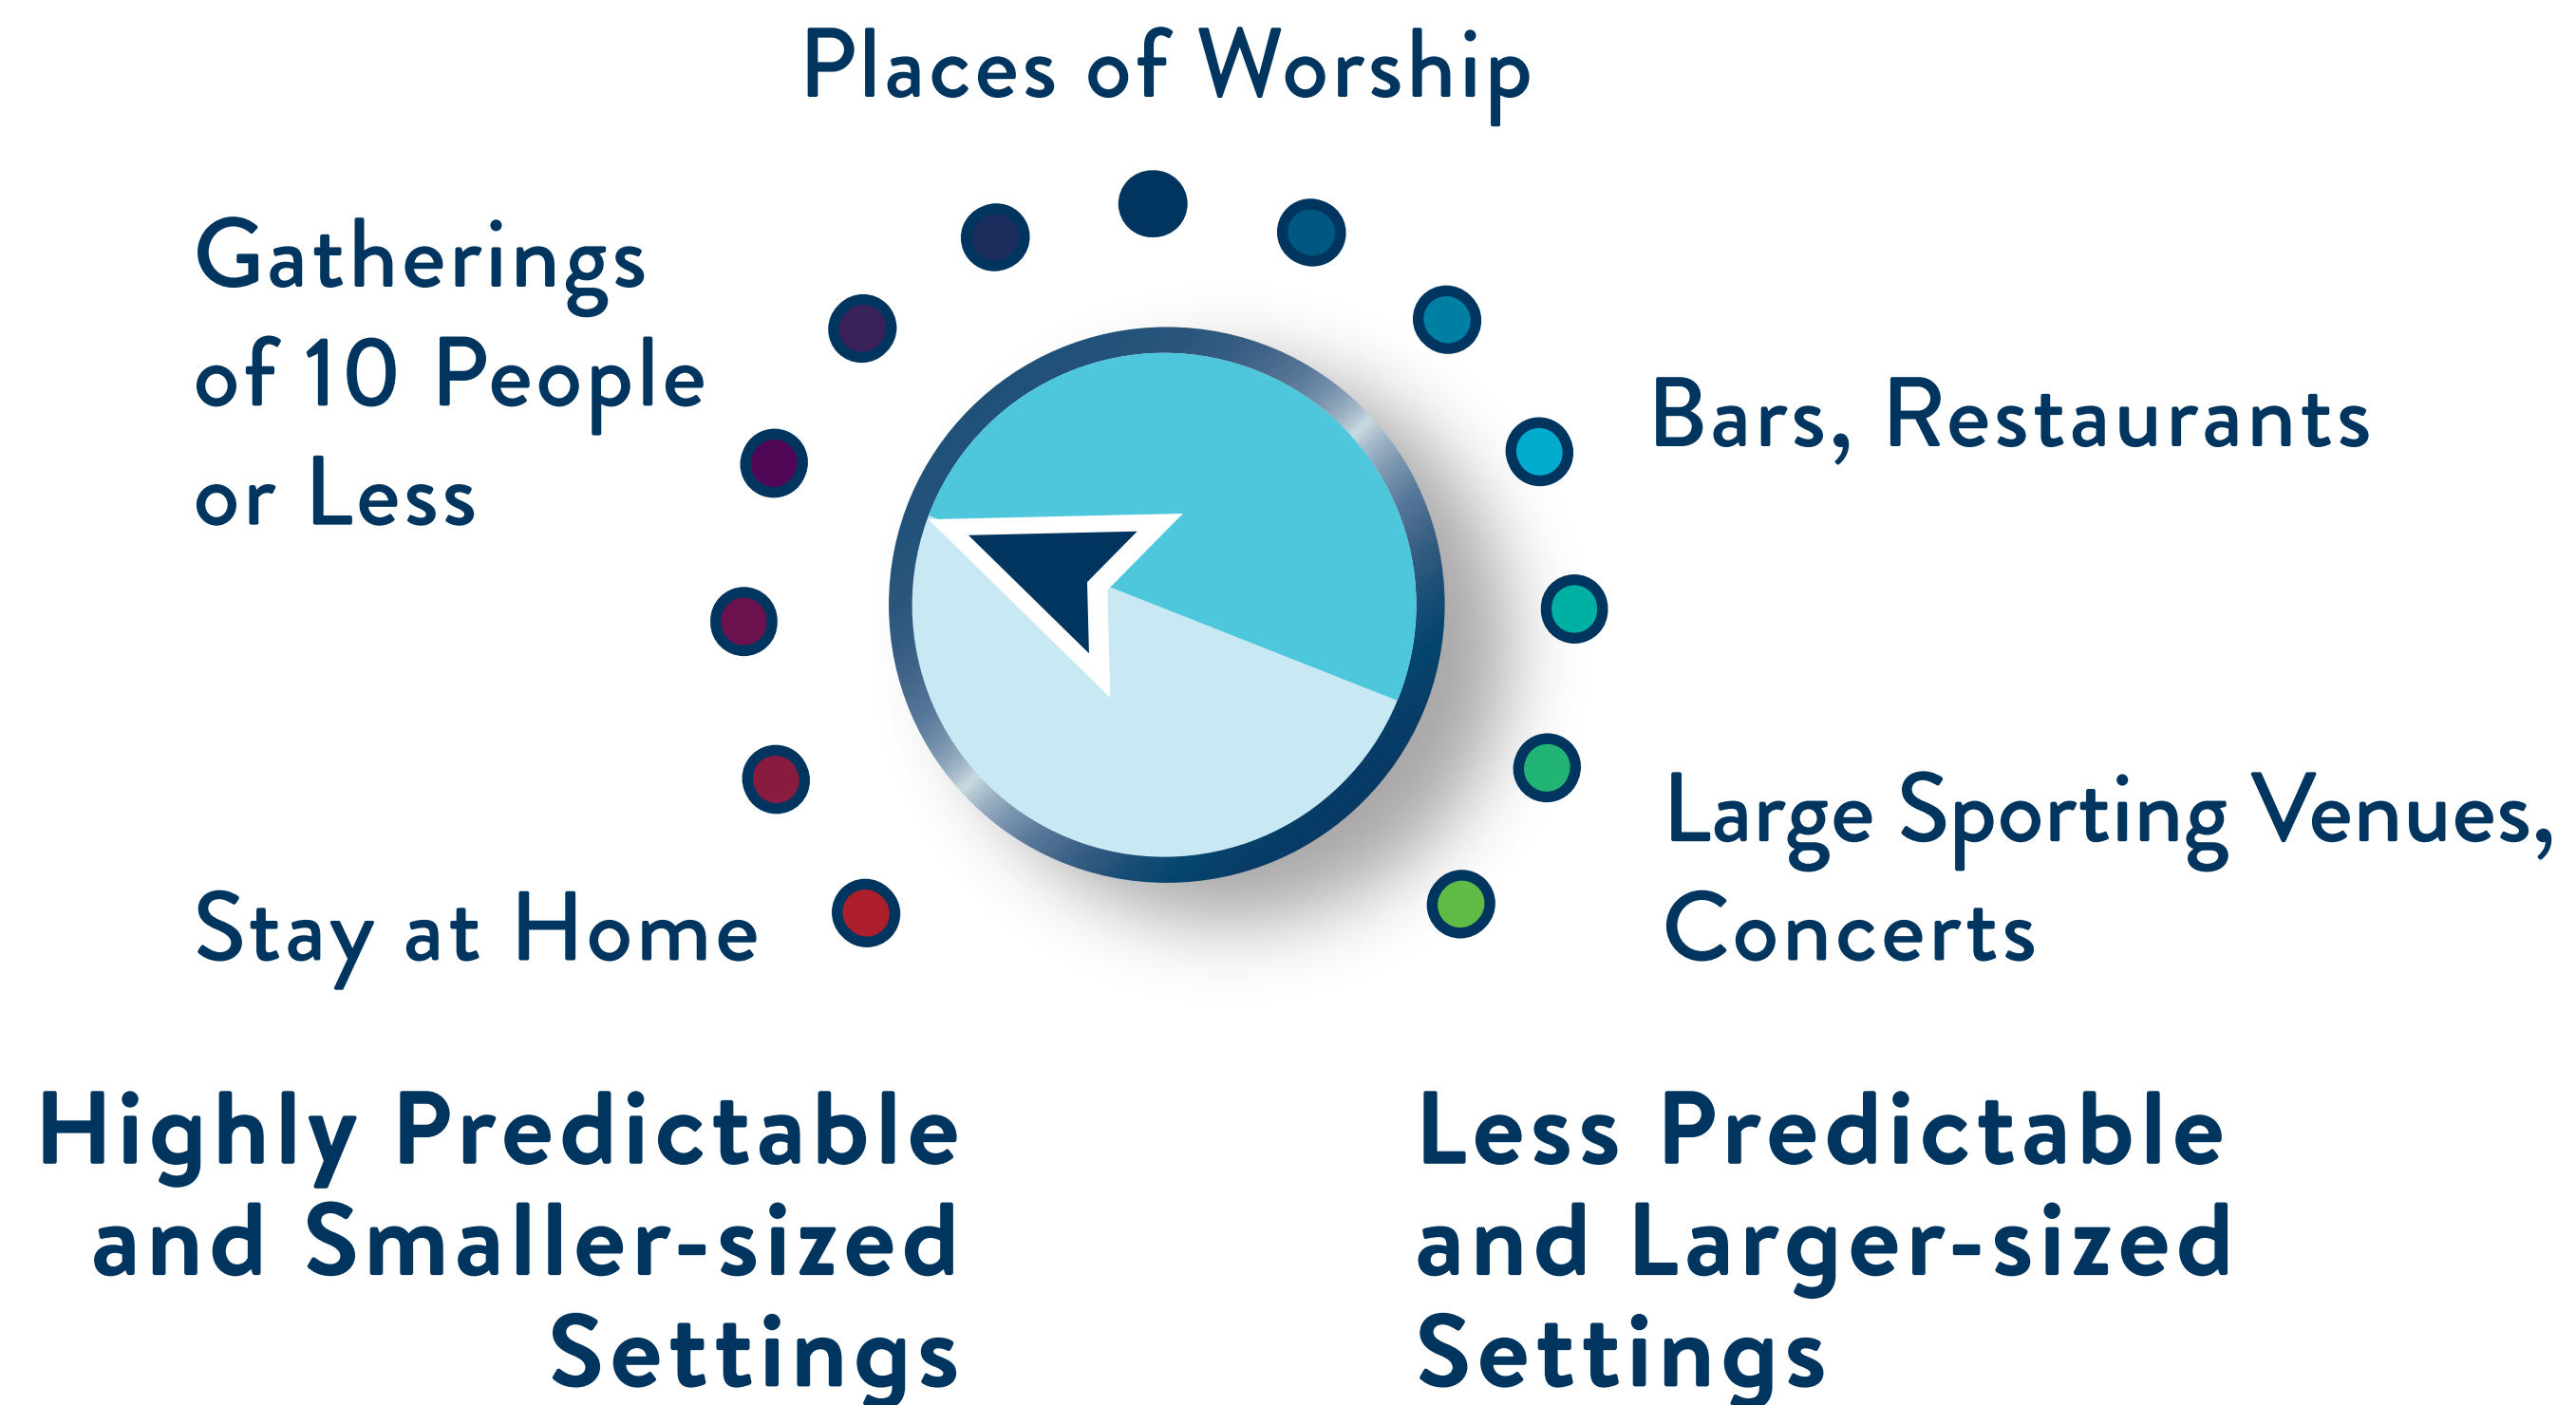 Places of Worship
Gatherings
of 10 People
or Less
Bars, Restaurants
Large Sporting Venues,
Concerts
Stay at Home
Highly Predictable
and Smaller-sized
Settings
Less Predictable
and Larger-sized
Settings